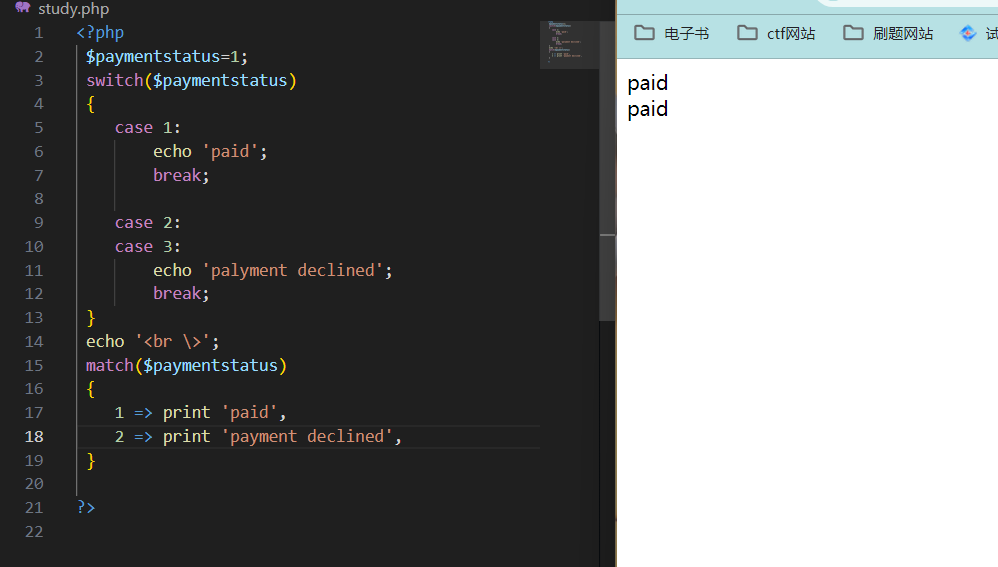 study.php
1 <?php
2 $paymentstatus=1;
3 switch($paymentstatus)
4 {
5 case 1:
6 echo 'paid';
7 break;
8
9 case 2:
10 case 3:
11 echo 'palyment declined';
12 break;
13 }
14 echo '<br \>';
15 match($paymentstatus)
16 {
17 1 => print 'paid',
18 2 => print 'payment declined',
19 }
20
21 ?>
22
电子书 ctf网站 刷题网站 试
paid
paid